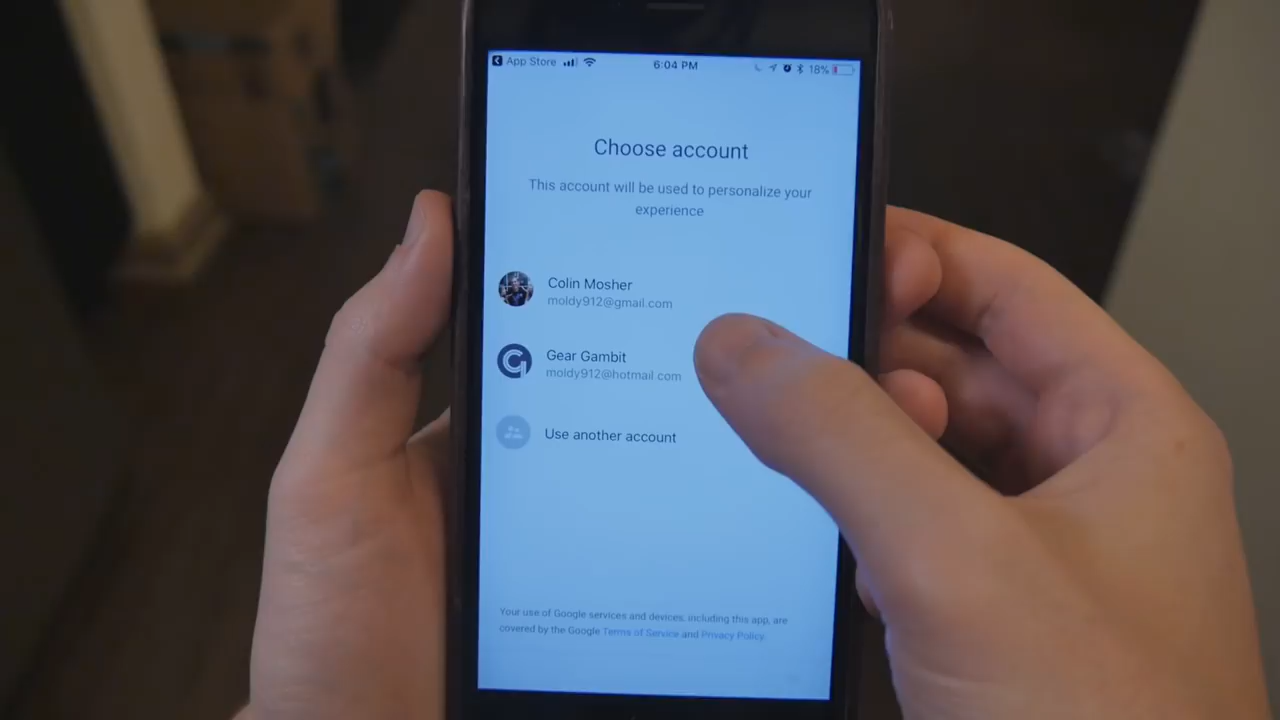 App Store 6:04 PM 18%
Choose account
This account will be used to personalize your
experience
Colin Mosher
moldy912@gmail.com
Gear Gambit
moldy912@hotmail.com
Use another account
Your use of Google services and devices, including this app, are
covered by the Google Terms of Service and Privacy Policy.